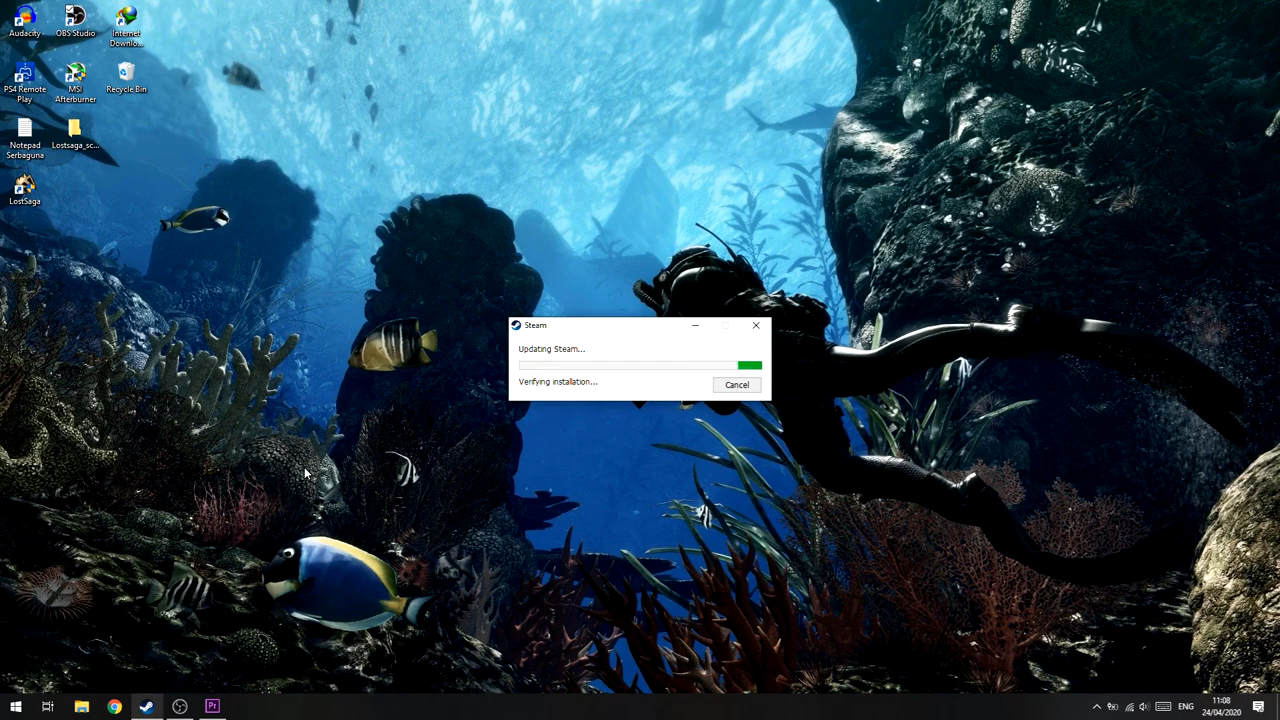 Audacity
OBS Studio
Internet
Downlo...
PS4 Remote
Play
MSI
Afterburner
Recycle Bin
Notepad
Serbaguna
Lostsaga_sc...
LostSaga
Steam
Updating Steam...
Verifying installation...
Cancel
Pr
ENG
11:08
24/04/2020